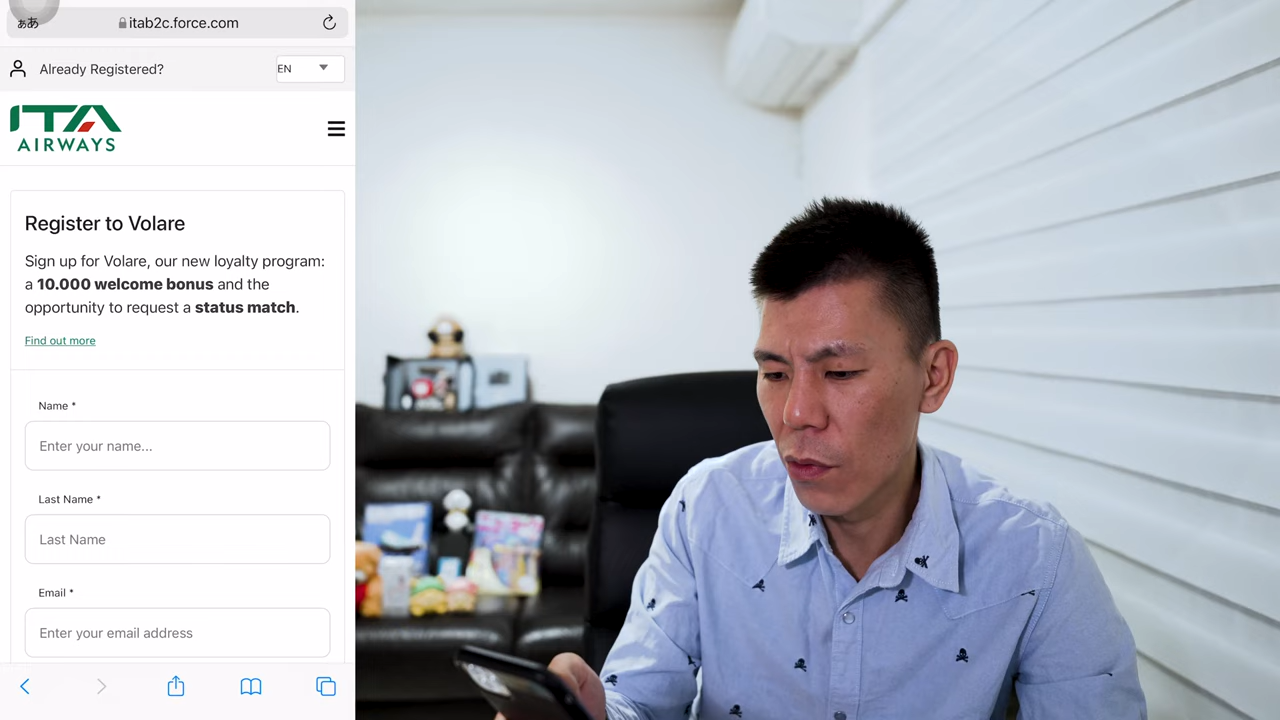 ぁあ
itab2c.force.com
Already Registered?
EN
ITA
AIRWAYS
Register to Volare
Sign up for Volare, our new loyalty program:
a 10.000 welcome bonus and the
opportunity to request a status match.
Find out more
Name *
Enter your name...
Last Name *
Last Name
Email *
Enter your email address